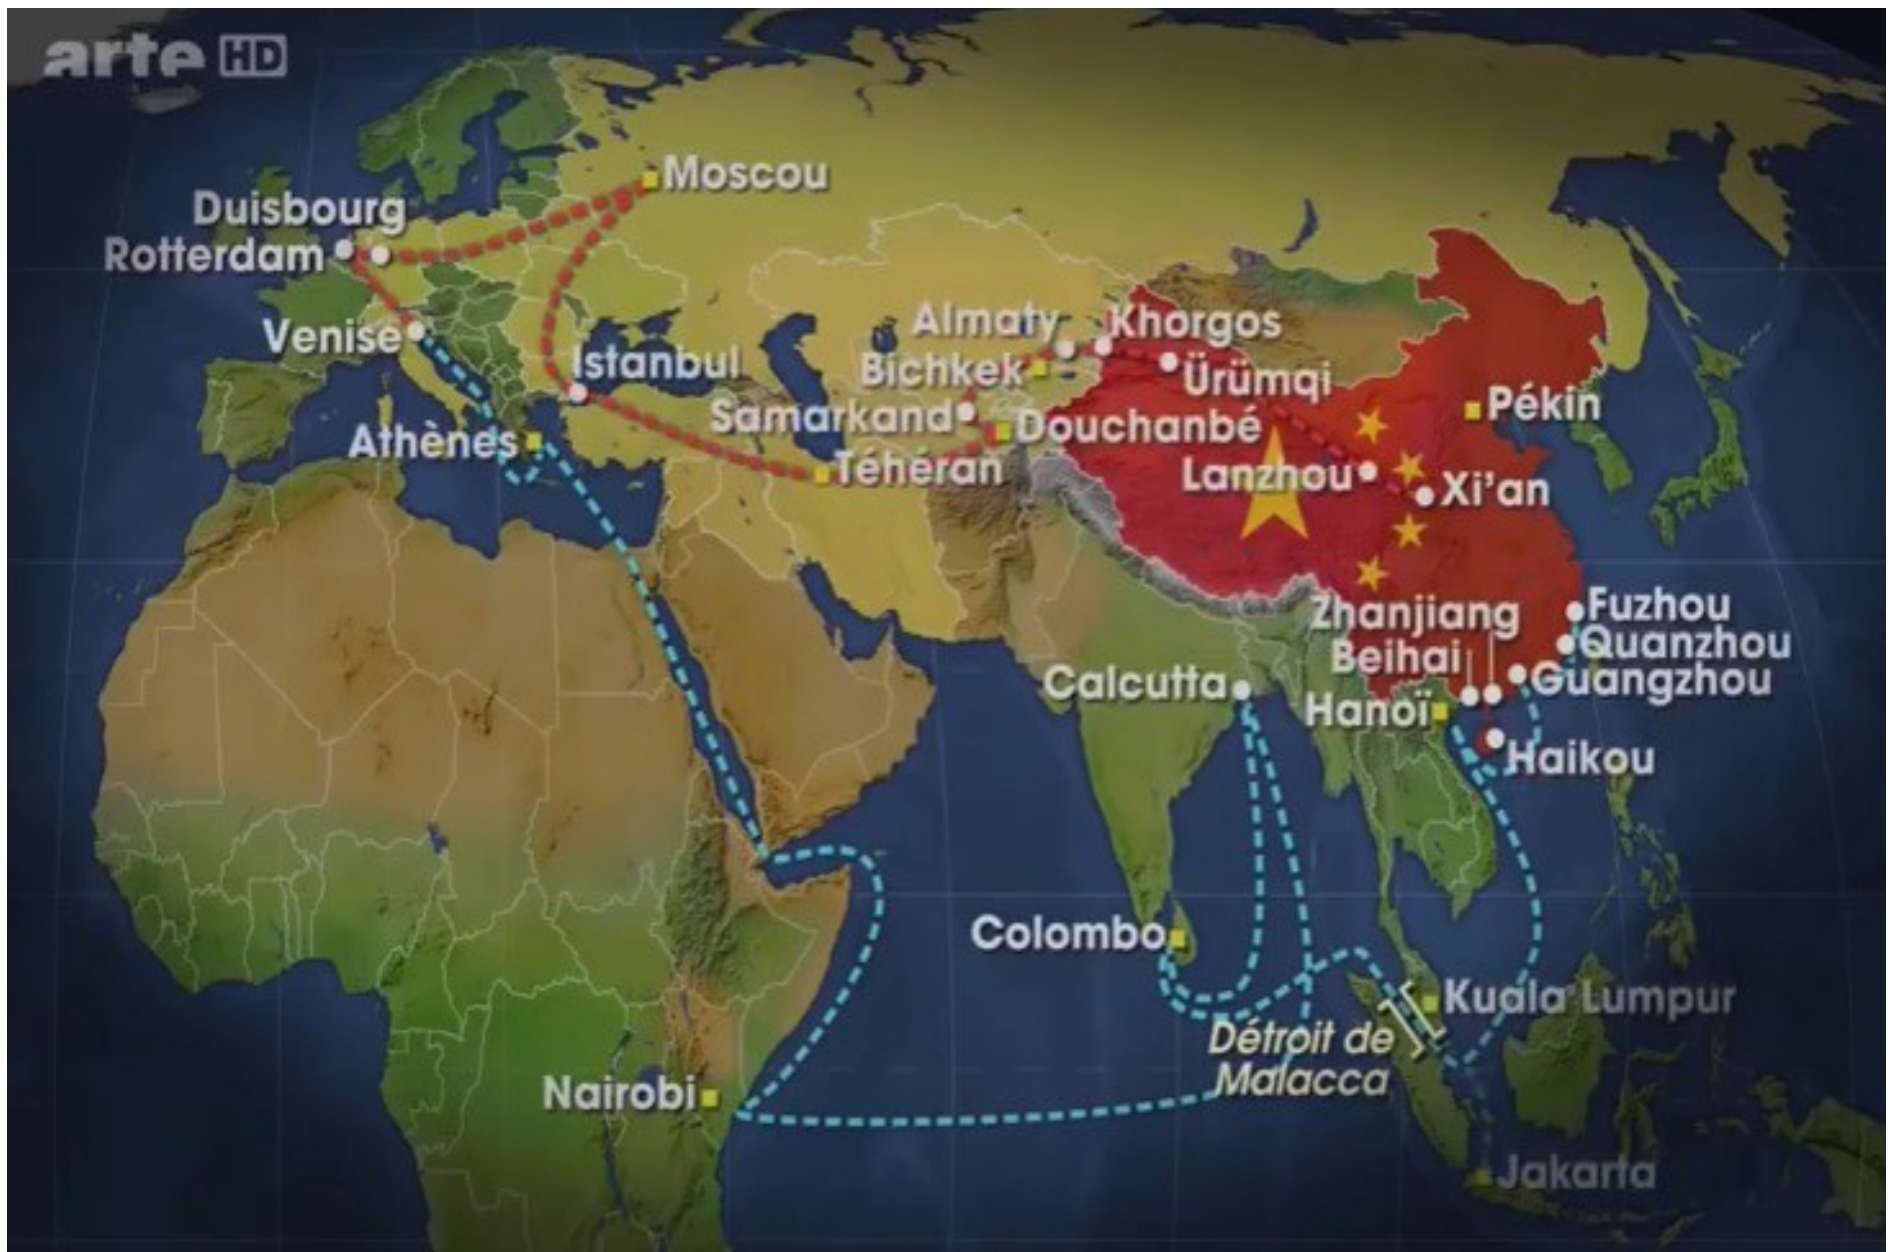 arte HD
Moscou
Duisbourg
Rotterdam
Venise
Istanbul
Almaty
Khorgos
Bichkek
Ürümqi
Samarkand
Douchanbé
Pékin
Athènes
Téhéran
Lanzhou
Xi'an
Zhanjiang
Fuzhou
Beihai
Quanzhou
Calcutta
Guangzhou
Hanoï
Haikou
Colombo
Kuala Lumpur
Détroit de
Malacca
Nairobi
Jakarta